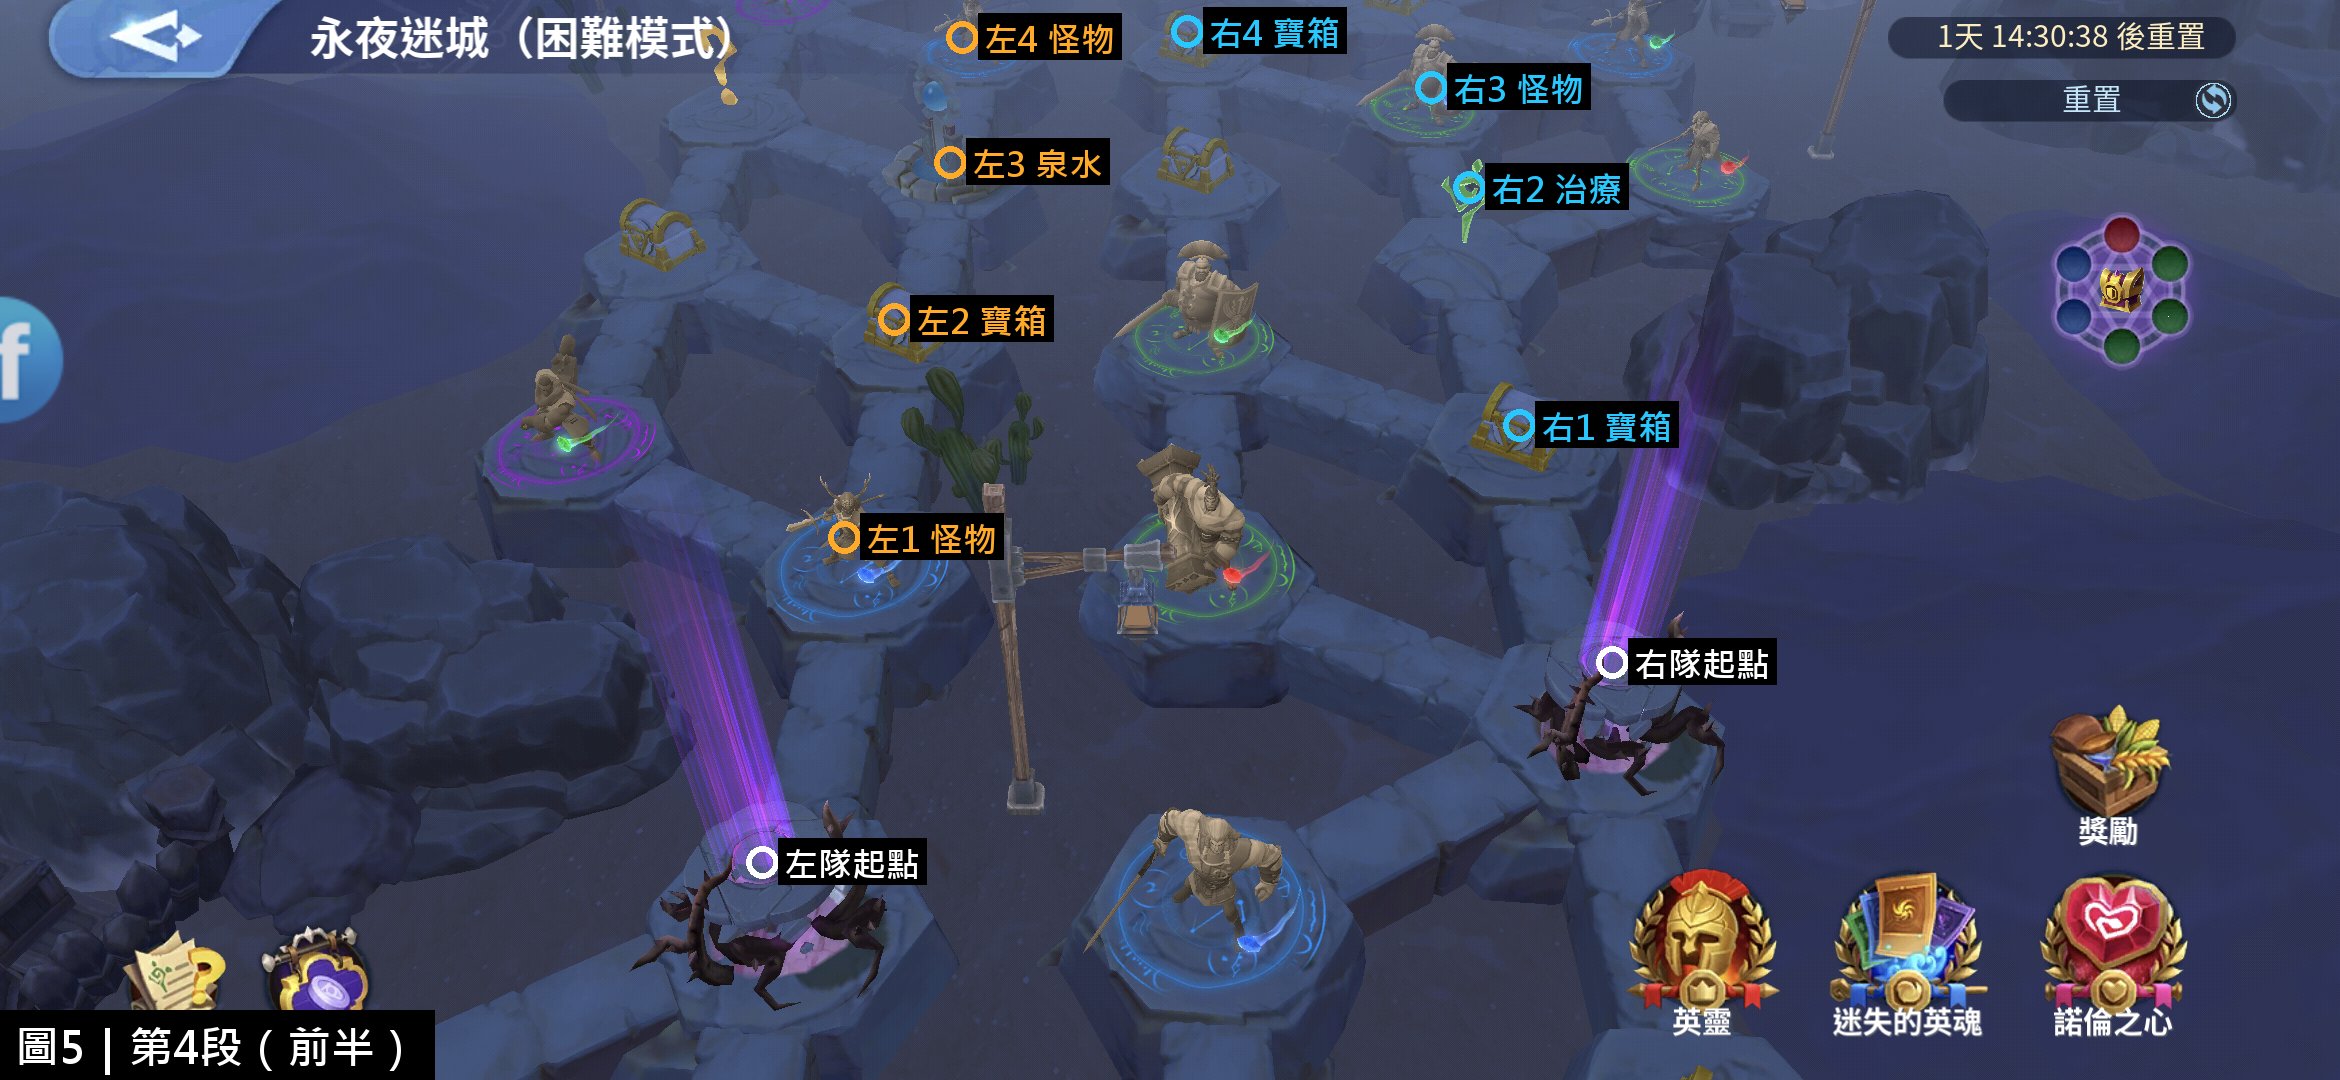 永夜迷城（困難模式）
左4 怪物
右4 寶箱
1天 14:30:38 後重置
右3 怪物
重置
左3 泉水
右2 治療
左2 寶箱
f
右1 寶箱
左1 怪物
右隊起點
左隊起點
獎勵
英靈
迷失的英魂
諾倫之心
圖5 | 第4段（前半）